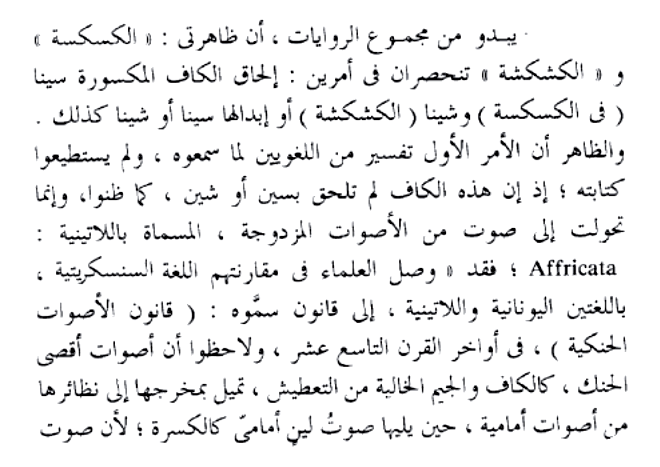 يبـدو من مجمـوع الروايات ، أن ظاهرتى : « الكسكسة »
و « الكشكشة » تنحصران فى أمرين : إلحاق الكاف المكسورة سينا
( فى الكسكسة ) وشينا ( الكشكشة ) أو إبدالها سينا أو شينا كذلك .
والظاهر أن الأمر الأول تفسير من اللغويين لما سمعوه ، ولم يستطيعوا
كتابته ؛ إذ إن هذه الكاف لم تلحق بسين أو شين ، كما ظنوا، وإنما
تحولت إلى صوت من الأصوات المزدوجة ، المسماة باللاتينية :
Affricata ؛ فقد « وصل العلماء فى مقارنتهم اللغة السنسكريتية ،
باللغتين اليونانية واللاتينية ، إلى قانون سمَّوه : ( قانون الأصوات
الحنكية ) ، فى أواخر القرن التاسع عشر ، ولاحظوا أن أصوات أقصى
الحنك ، كالكاف والجيم الخالية من التعطيش ، تميل بمخرجها إلى نظائرها
من أصوات أمامية ، حين يليها صوتُ لينٍ أمامىّ كالكسرة ؛ لأن صوت